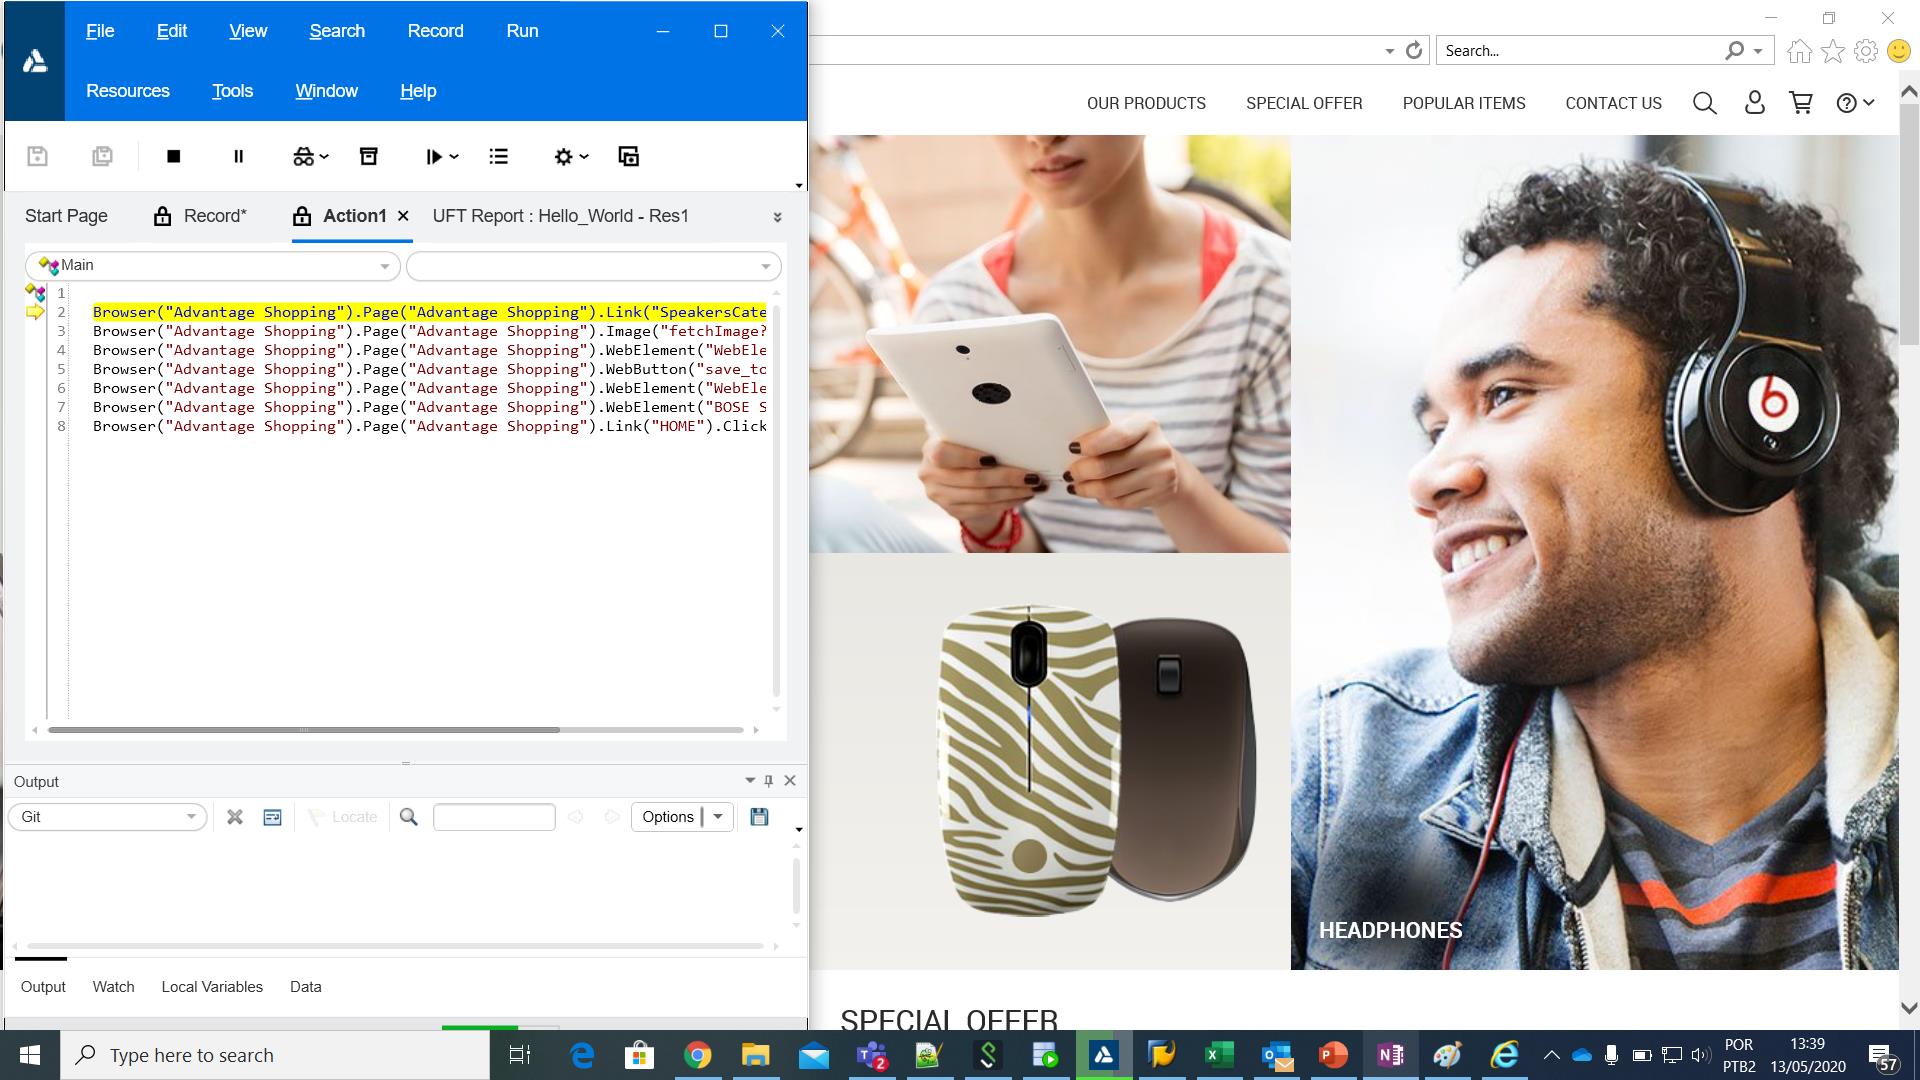 File Edit View Search Record Run
Resources Tools Window Help
Start Page Record* Action1 UFT Report : Hello_World - Res1
Main
1
2 Browser("Advantage Shopping").Page("Advantage Shopping").Link("SpeakersCate
3 Browser("Advantage Shopping").Page("Advantage Shopping").Image("fetchImage?
4 Browser("Advantage Shopping").Page("Advantage Shopping").WebElement("WebEle
5 Browser("Advantage Shopping").Page("Advantage Shopping").WebButton("save_to
6 Browser("Advantage Shopping").Page("Advantage Shopping").WebElement("WebEle
7 Browser("Advantage Shopping").Page("Advantage Shopping").WebElement("BOSE S
8 Browser("Advantage Shopping").Page("Advantage Shopping").Link("HOME").Click
Output
Git Locate Options
Output Watch Local Variables Data
Search...
OUR PRODUCTS SPECIAL OFFER POPULAR ITEMS CONTACT US
HEADPHONES
SPECIAL OFFER
Type here to search
2
POR
PTB2
13:39
13/05/2020
57